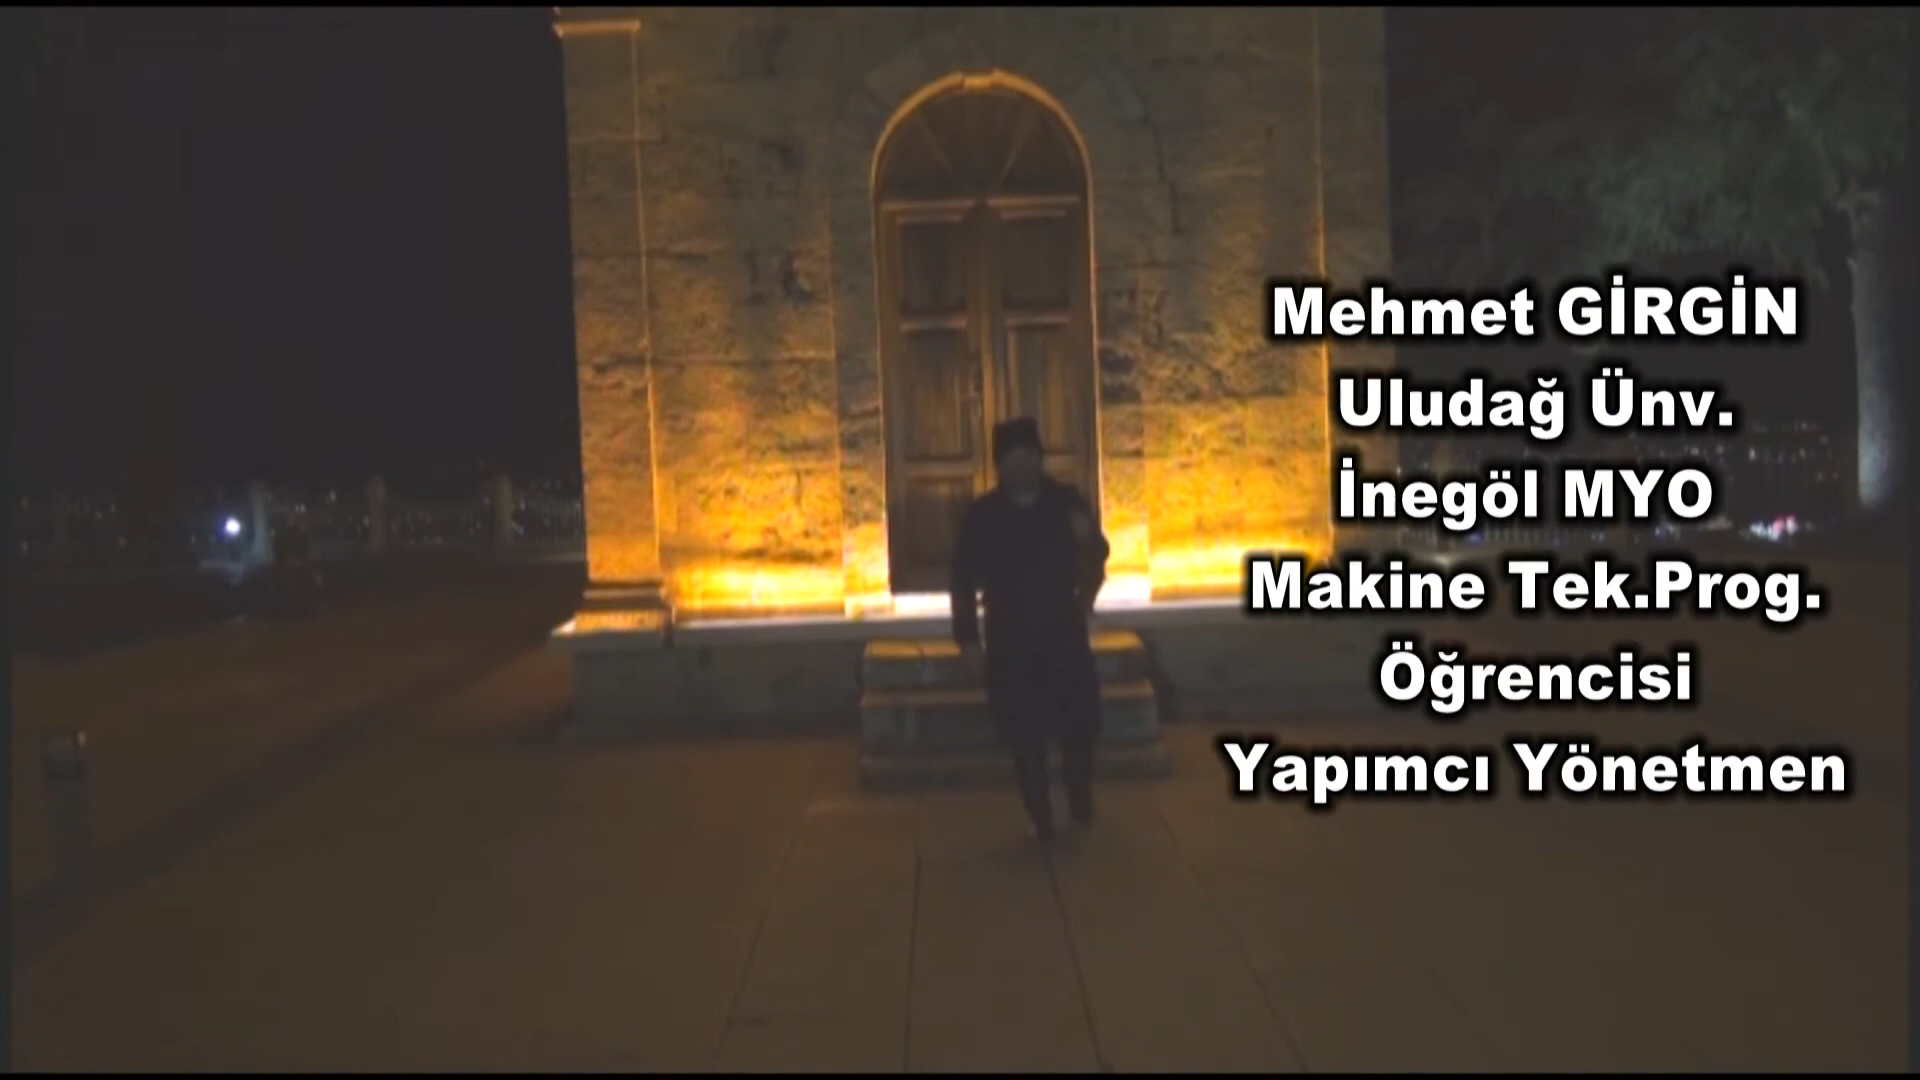 Mehmet GİRGİN
Uludağ Ünv.
İnegöl MYO
Makine Tek.Prog.
Öğrencisi
Yapımcı Yönetmen